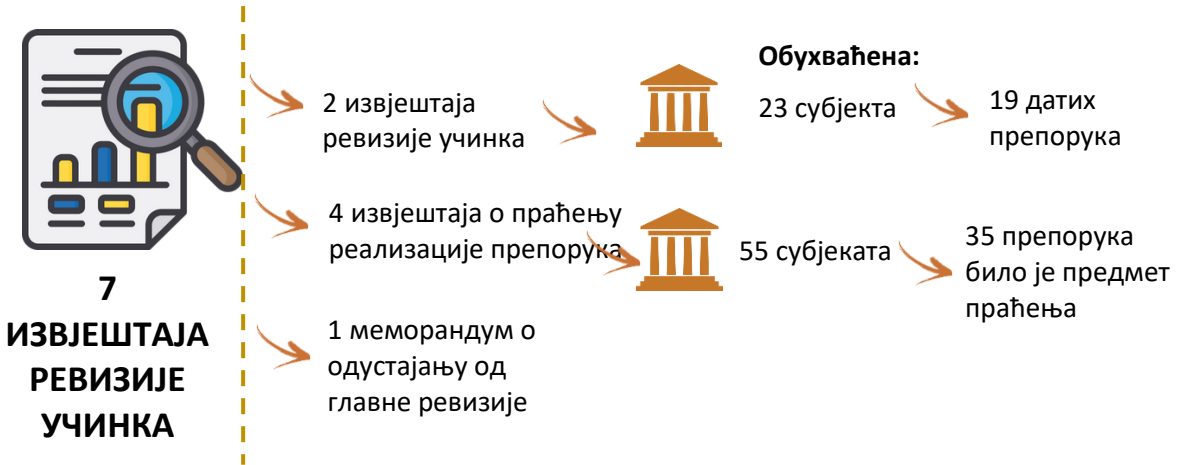 7
ИЗВЈЕШТАЈА
РЕВИЗИЈЕ
УЧИНКА
2 извјештаја
ревизије учинка
Обухваћена:
23 субјекта
19 датих
препорука
4 извјештаја о праћењу
реализације препорука
55 субјеката
35 препорука
било је предмет
праћења
1 меморандум о
одустајању од
главне ревизије